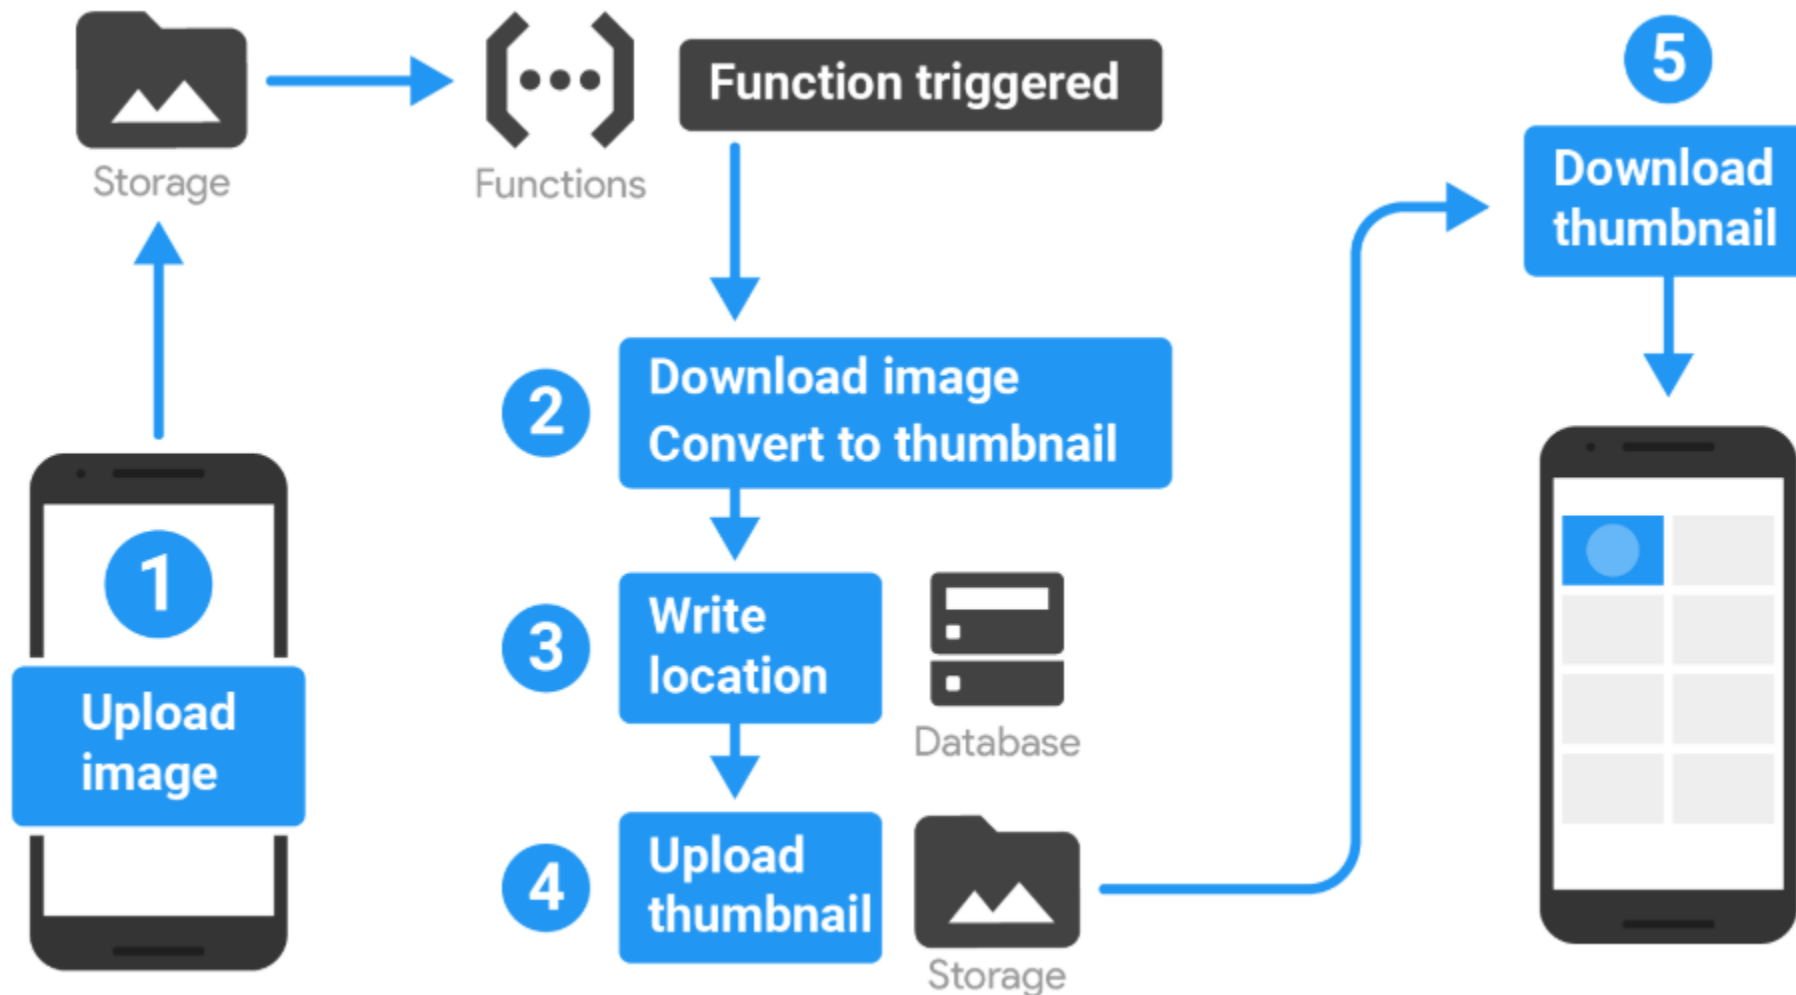 Storage
Functions
Function triggered
1
Upload
image
2
Download image
Convert to thumbnail
3
Write
location
Database
4
Upload
thumbnail
Storage
5
Download
thumbnail